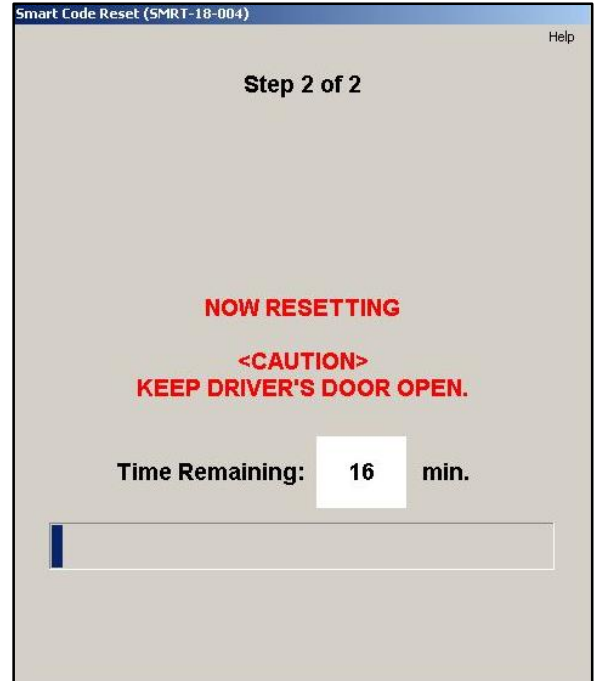 Smart Code Reset (SMRT-18-004)
Help
Step 2 of 2
NOW RESETTING
<CAUTION>
KEEP DRIVER'S DOOR OPEN.
Time Remaining: 16 min.